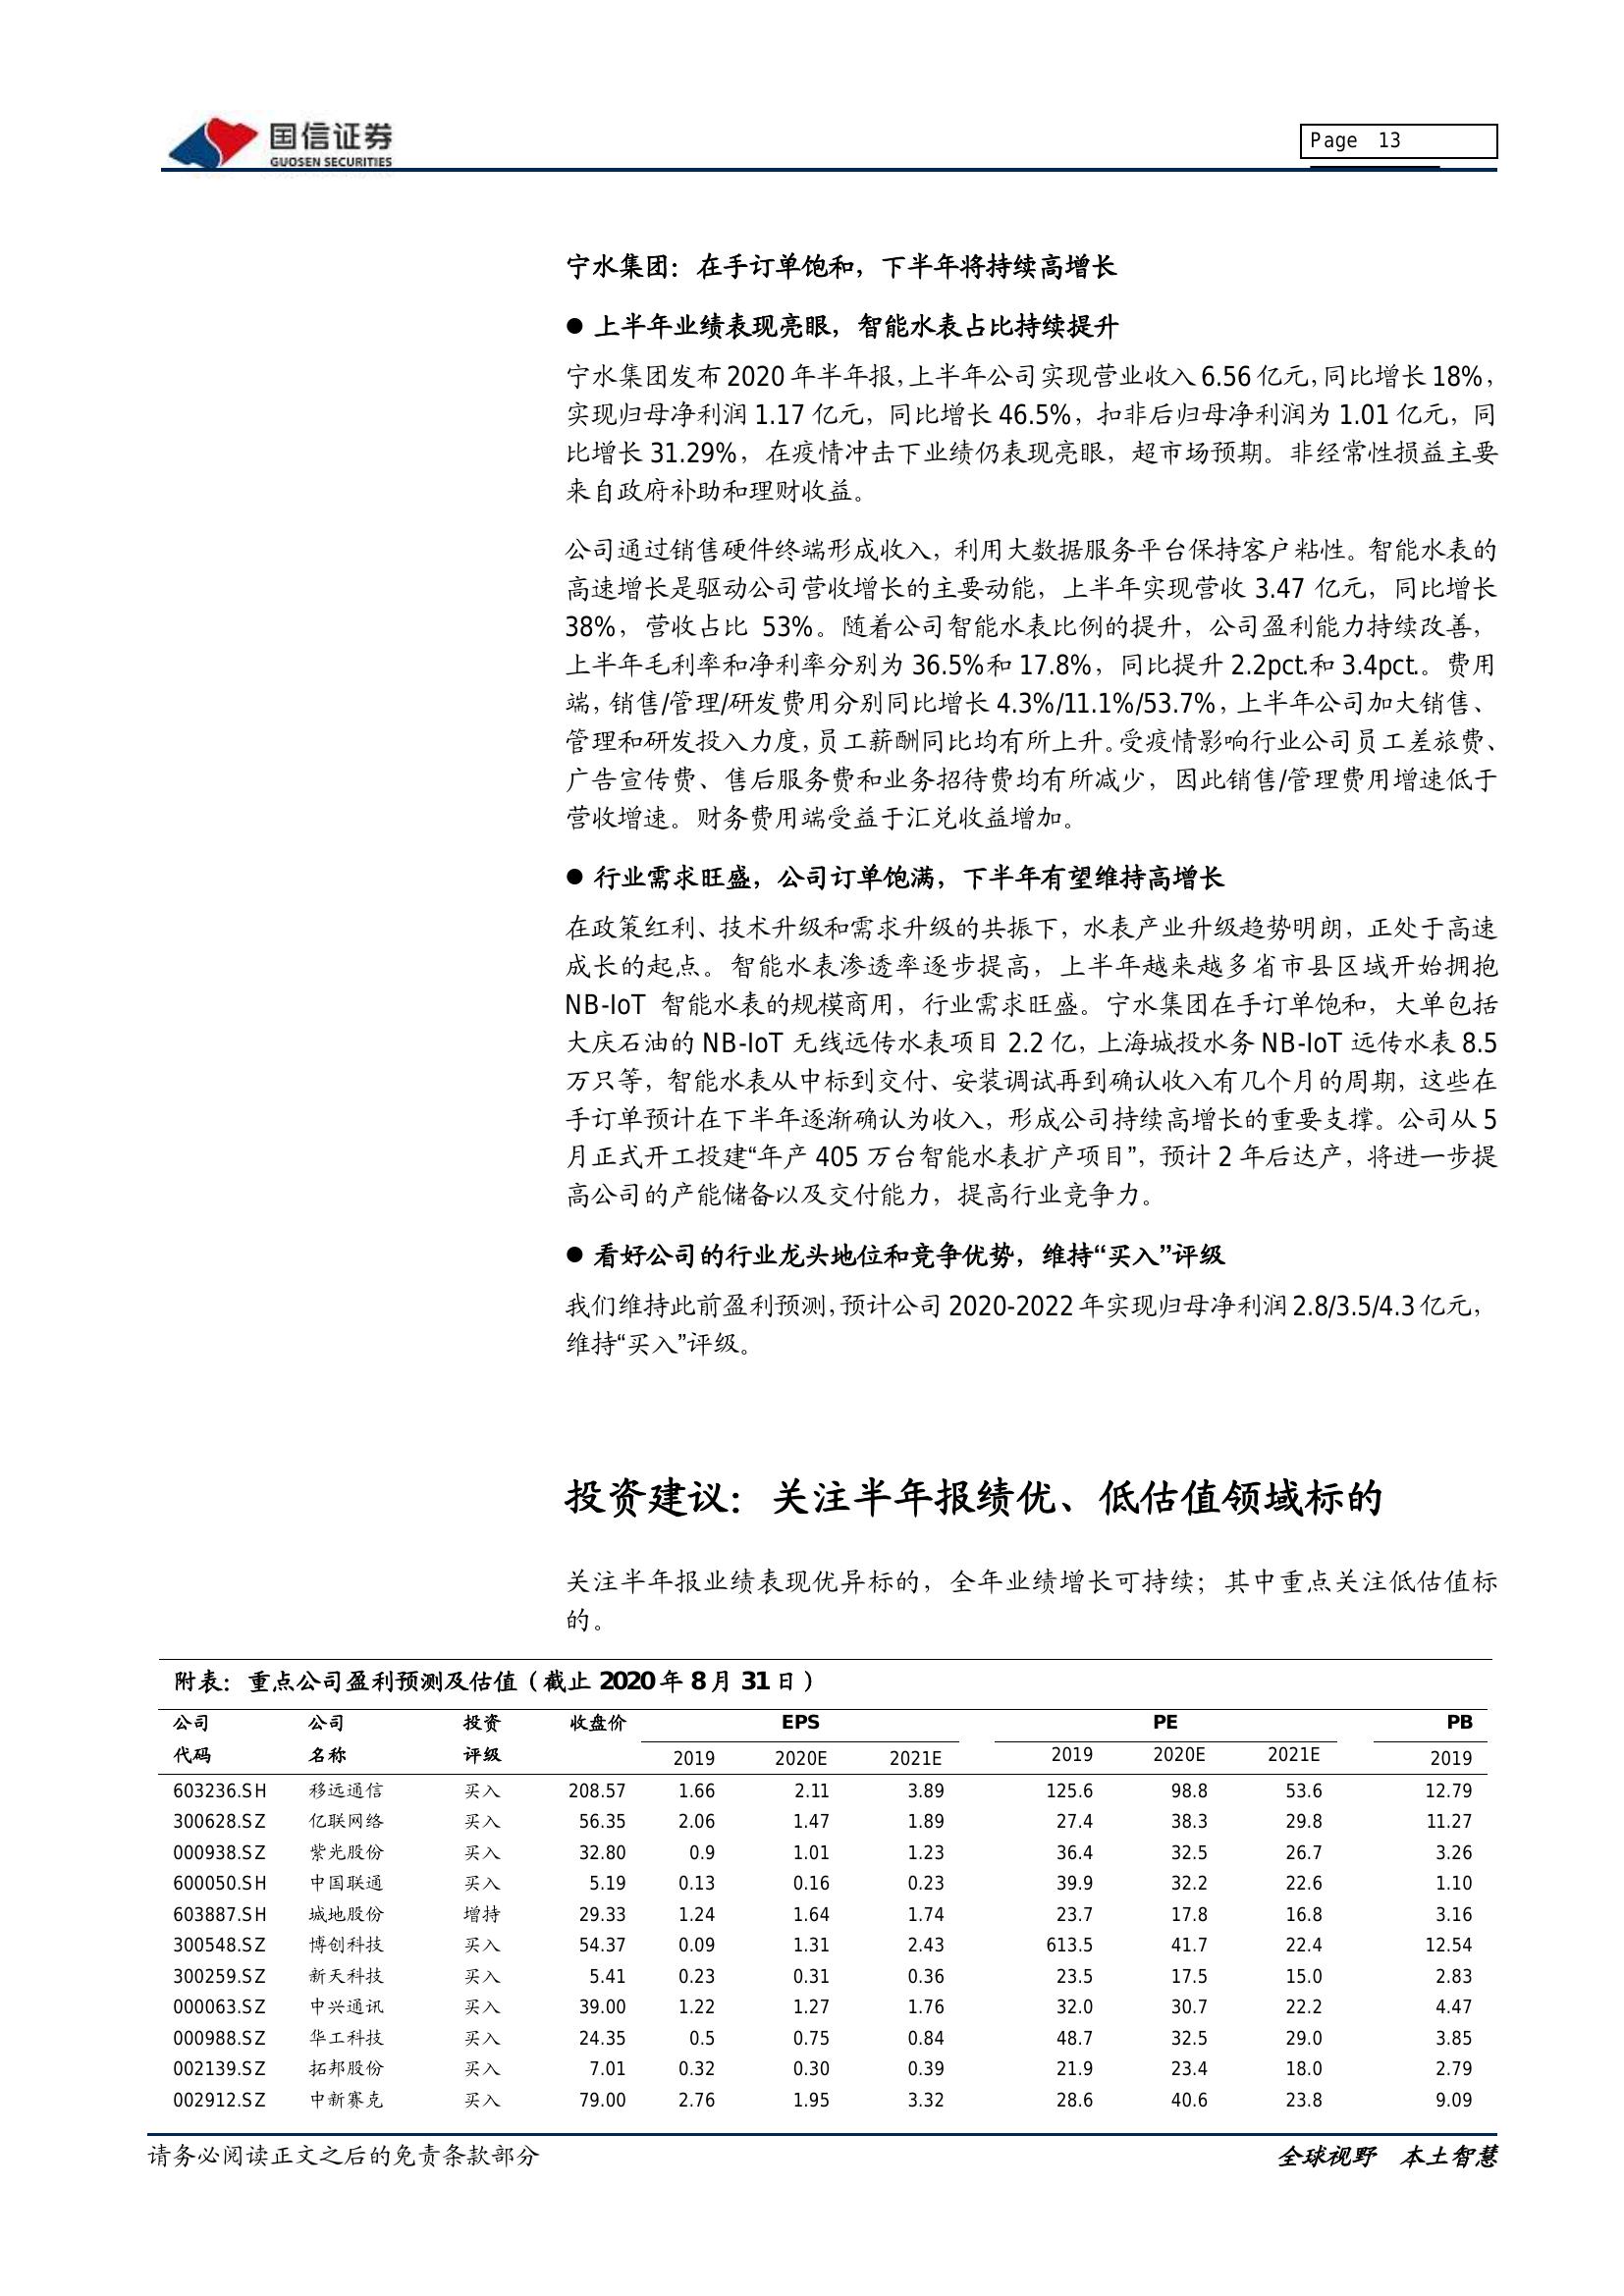 国信证券
GUOSEN SECURITIES
Page 13
宁水集团：在手订单饱和，下半年将持续高增长
● 上半年业绩表现亮眼，智能水表占比持续提升
宁水集团发布 2020 年半年报，上半年公司实现营业收入 6.56 亿元，同比增长 18%，
实现归母净利润 1.17 亿元，同比增长 46.5%，扣非后归母净利润为 1.01 亿元，同
比增长 31.29%，在疫情冲击下业绩仍表现亮眼，超市场预期。非经常性损益主要
来自政府补助和理财收益。
公司通过销售硬件终端形成收入，利用大数据服务平台保持客户粘性。智能水表的
高速增长是驱动公司营收增长的主要动能，上半年实现营收 3.47 亿元，同比增长
38%，营收占比 53%。随着公司智能水表比例的提升，公司盈利能力持续改善，
上半年毛利率和净利率分别为 36.5%和 17.8%，同比提升 2.2pct.和 3.4pct.。费用
端，销售/管理/研发费用分别同比增长 4.3%/11.1%/53.7%，上半年公司加大销售、
管理和研发投入力度，员工薪酬同比均有所上升。受疫情影响行业公司员工差旅费、
广告宣传费、售后服务费和业务招待费均有所减少，因此销售/管理费用增速低于
营收增速。财务费用端受益于汇兑收益增加。
● 行业需求旺盛，公司订单饱满，下半年有望维持高增长
在政策红利、技术升级和需求升级的共振下，水表产业升级趋势明朗，正处于高速
成长的起点。智能水表渗透率逐步提高，上半年越来越多省市县区域开始拥抱
NB-IoT 智能水表的规模商用，行业需求旺盛。宁水集团在手订单饱和，大单包括
大庆石油的 NB-IoT 无线远传水表项目 2.2 亿，上海城投水务 NB-IoT 远传水表 8.5
万只等，智能水表从中标到交付、安装调试再到确认收入有几个月的周期，这些在
手订单预计在下半年逐渐确认为收入，形成公司持续高增长的重要支撑。公司从 5
月正式开工投建“年产 405 万台智能水表扩产项目”，预计 2 年后达产，将进一步提
高公司的产能储备以及交付能力，提高行业竞争力。
● 看好公司的行业龙头地位和竞争优势，维持“买入”评级
我们维持此前盈利预测，预计公司 2020-2022 年实现归母净利润 2.8/3.5/4.3 亿元，
维持“买入”评级。
投资建议：关注半年报绩优、低估值领域标的
关注半年报业绩表现优异标的，全年业绩增长可持续；其中重点关注低估值标
的。
附表：重点公司盈利预测及估值（截止 2020 年 8 月 31 日）
公司 公司 投资 收盘价 EPS PE PB
代码 名称 评级 2019 2020E 2021E 2019 2020E 2021E 2019
603236.SH 移远通信 买入 208.57 1.66 2.11 3.89 125.6 98.8 53.6 12.79
300628.SZ 亿联网络 买入 56.35 2.06 1.47 1.89 27.4 38.3 29.8 11.27
000938.SZ 紫光股份 买入 32.80 0.9 1.01 1.23 36.4 32.5 26.7 3.26
600050.SH 中国联通 买入 5.19 0.13 0.16 0.23 39.9 32.2 22.6 1.10
603887.SH 城地股份 增持 29.33 1.24 1.64 1.74 23.7 17.8 16.8 3.16
300548.SZ 博创科技 买入 54.37 0.09 1.31 2.43 613.5 41.7 22.4 12.54
300259.SZ 新天科技 买入 5.41 0.23 0.31 0.36 23.5 17.5 15.0 2.83
000063.SZ 中兴通讯 买入 39.00 1.22 1.27 1.76 32.0 30.7 22.2 4.47
000988.SZ 华工科技 买入 24.35 0.5 0.75 0.84 48.7 32.5 29.0 3.85
002139.SZ 拓邦股份 买入 7.01 0.32 0.30 0.39 21.9 23.4 18.0 2.79
002912.SZ 中新赛克 买入 79.00 2.76 1.95 3.32 28.6 40.6 23.8 9.09
请务必阅读正文之后的免责条款部分 全球视野 本土智慧